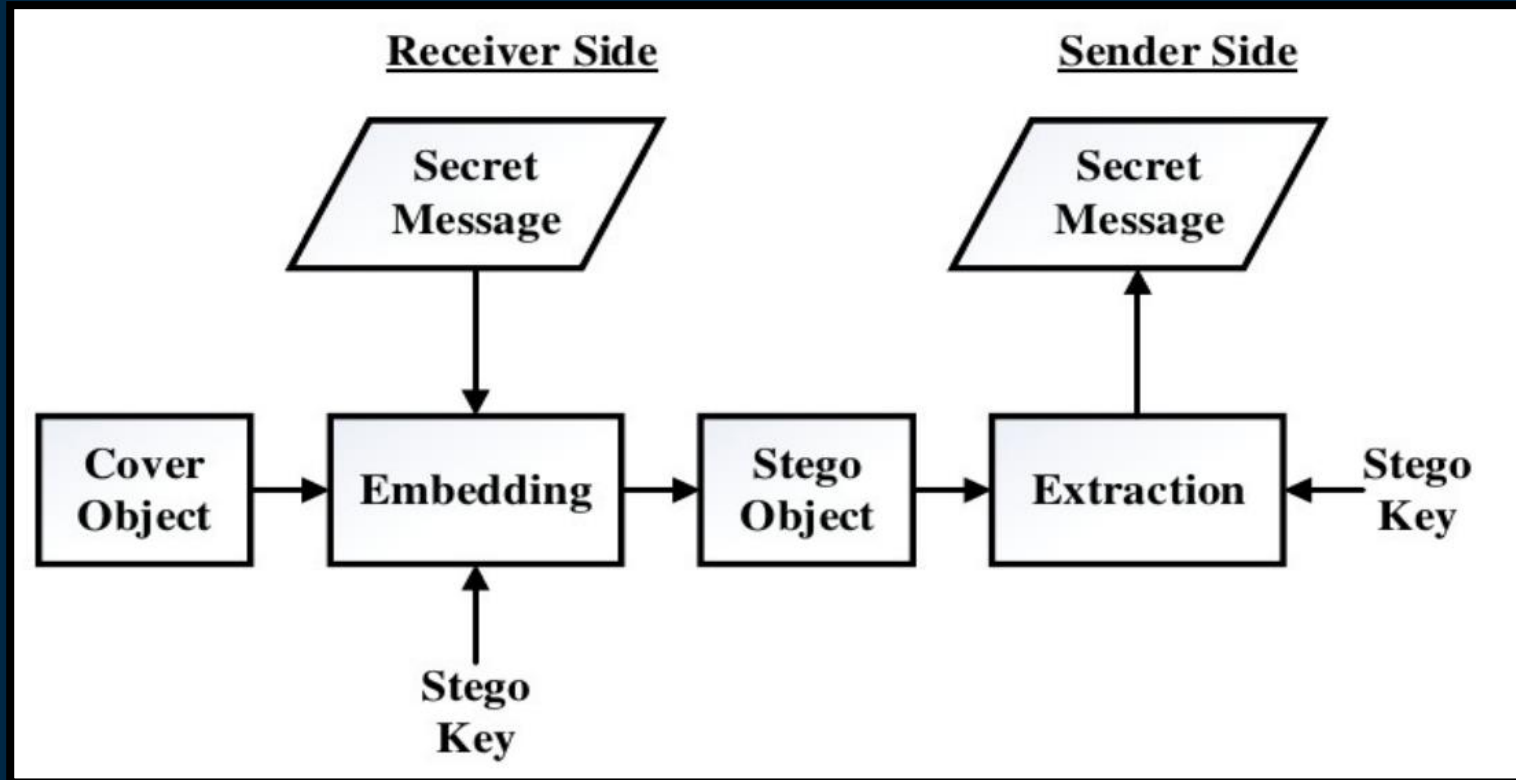 Receiver Side
Sender Side
Secret
Message
Secret
Message
Cover
Object
Embedding
Stego
Object
Extraction
Stego
Key
Stego
Key